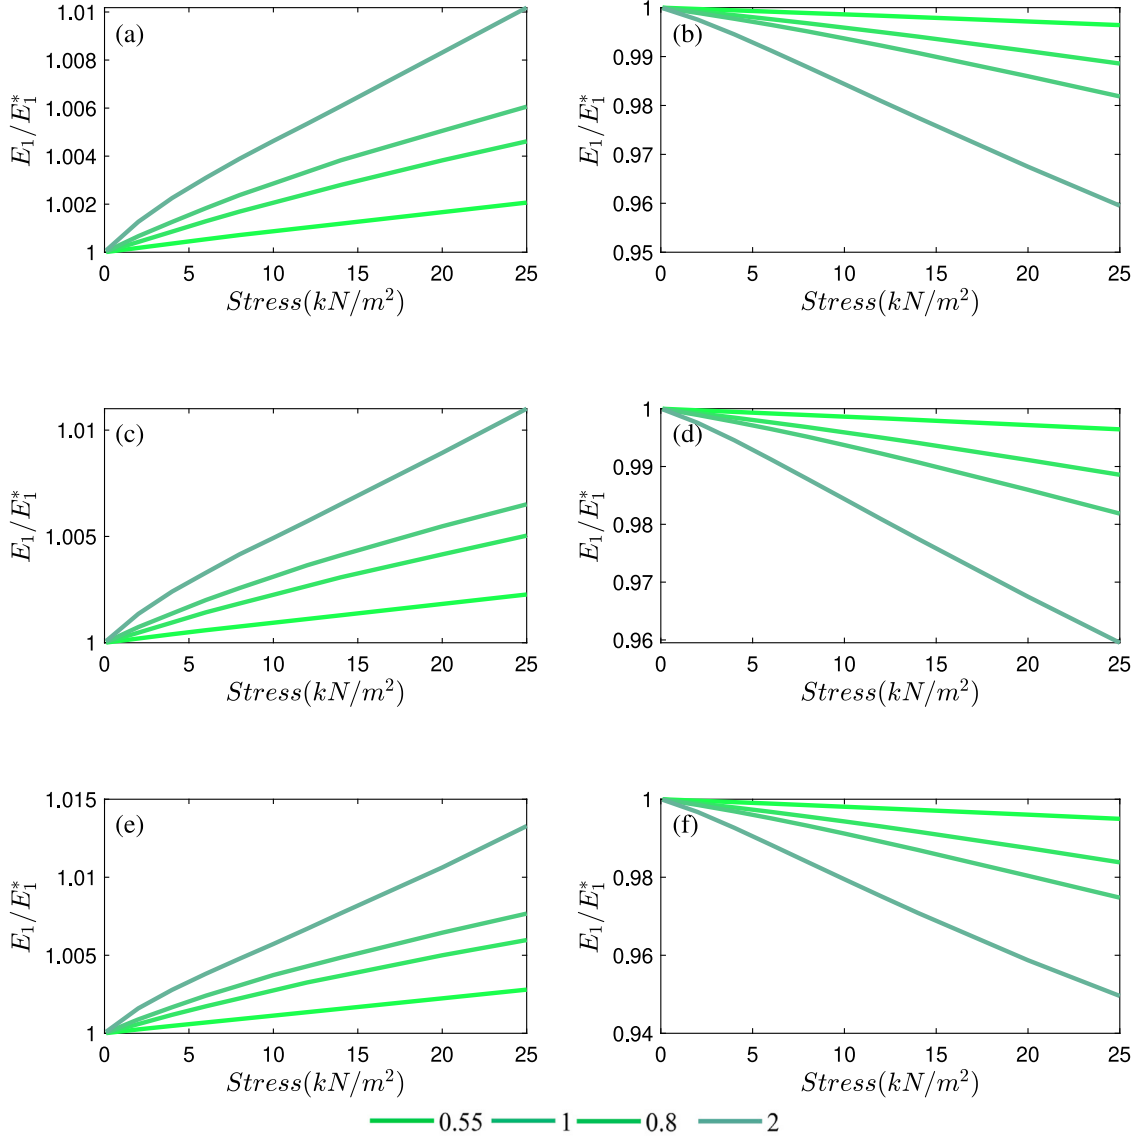 1.01
1.008
1.006
1.004
1.002
1
(a)
E₁/E₁*
0 5 10 15 20 25
Stress(kN/m²)
1
0.99
0.98
0.97
0.96
0.95
(b)
E₁/E₁*
0 5 10 15 20 25
Stress(kN/m²)
1.01
1.005
1
(c)
E₁/E₁*
0 5 10 15 20 25
Stress(kN/m²)
1
0.99
0.98
0.97
0.96
(d)
E₁/E₁*
0 5 10 15 20 25
Stress(kN/m²)
1.015
1.01
1.005
1
(e)
E₁/E₁*
0 5 10 15 20 25
Stress(kN/m²)
1
0.98
0.96
0.94
(f)
E₁/E₁*
0 5 10 15 20 25
Stress(kN/m²)
0.55 1 0.8 2